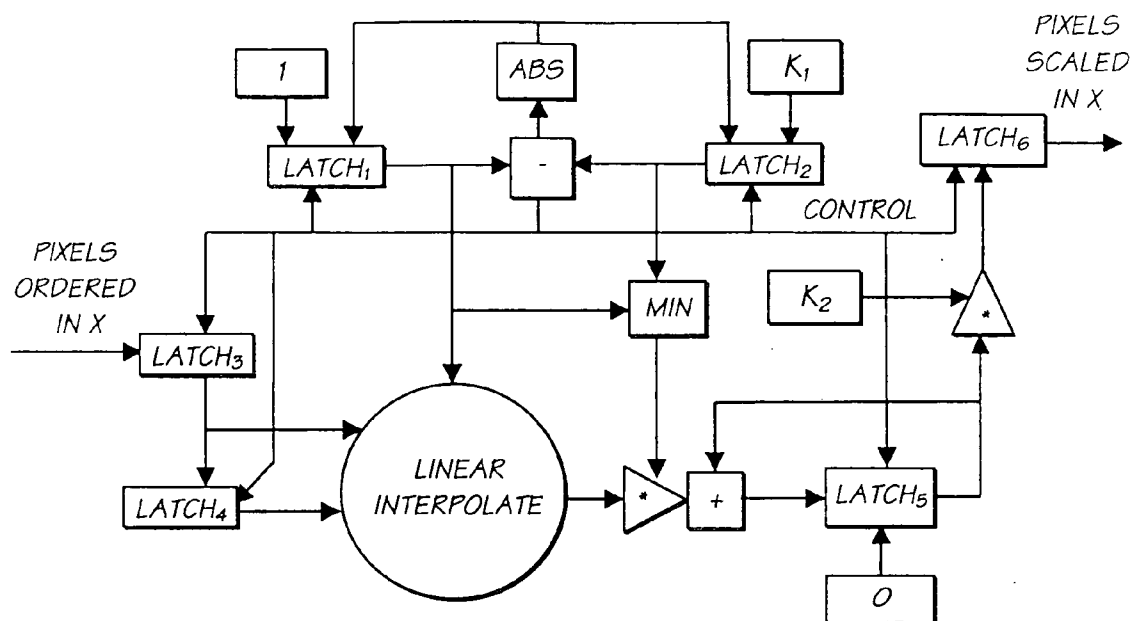 PIXELS
SCALED
IN X
1
ABS
K₁
LATCH₁
-
LATCH₂
LATCH₆
CONTROL
PIXELS
ORDERED
IN X
K₂
MIN
*
LATCH₃
LINEAR
INTERPOLATE
LATCH₄
*
+
LATCH₅
0